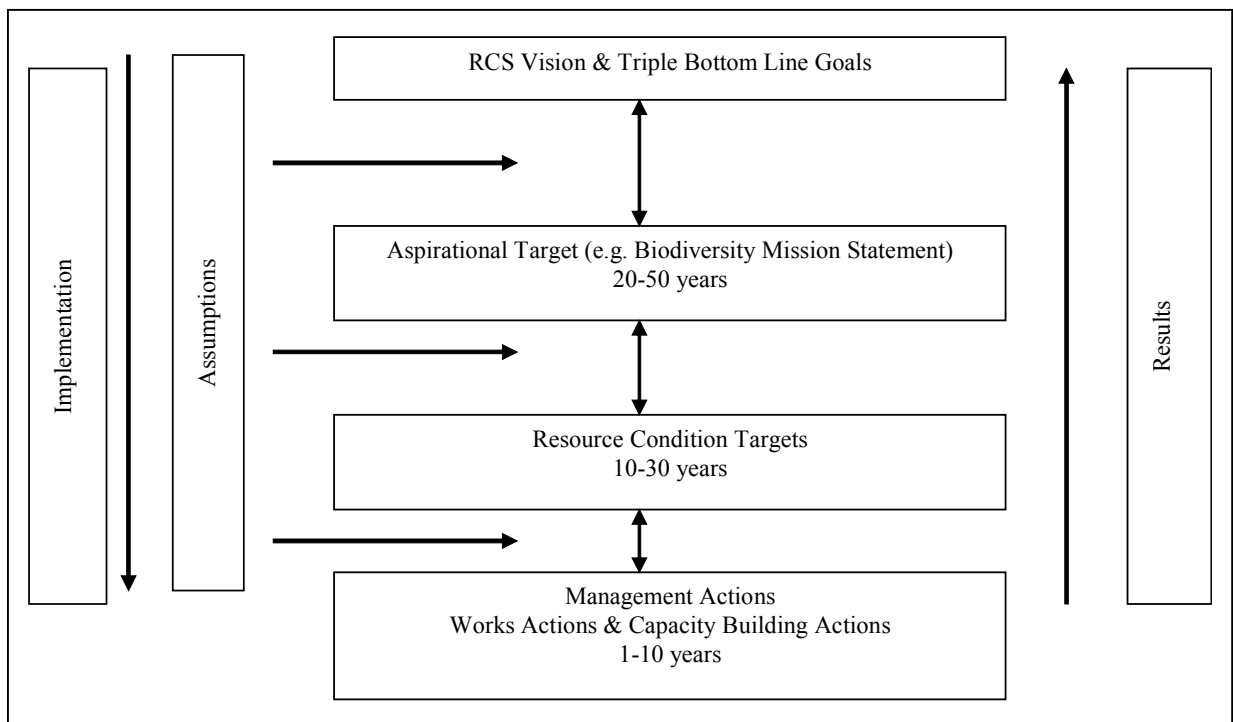 RCS Vision & Triple Bottom Line Goals
Aspirational Target (e.g. Biodiversity Mission Statement)
20-50 years
Resource Condition Targets
10-30 years
Management Actions
Works Actions & Capacity Building Actions
1-10 years
Implementation
Assumptions
Results